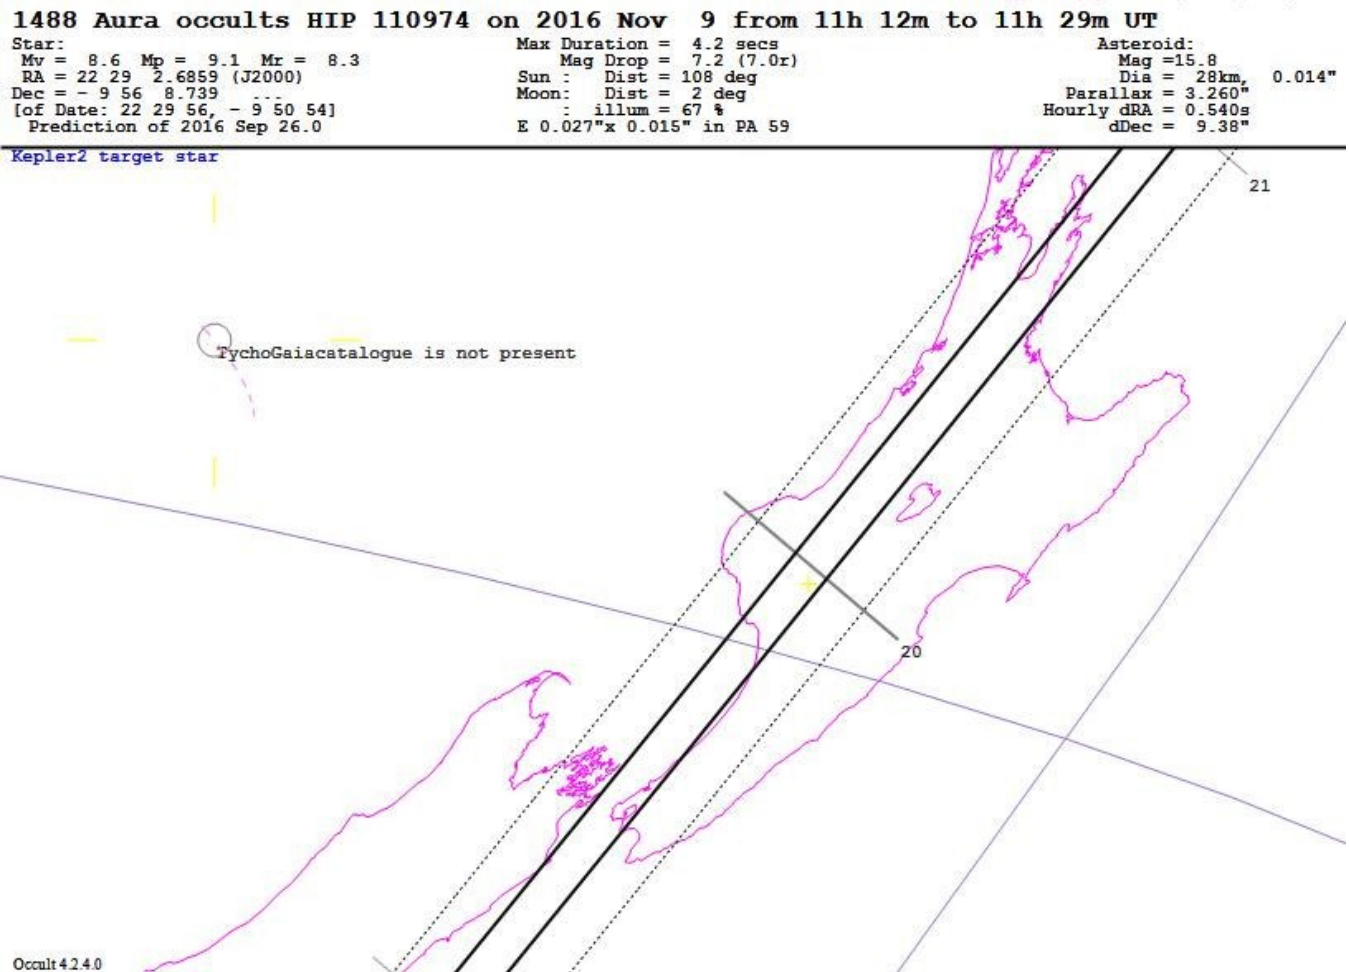 1488 Aura occults HIP 110974 on 2016 Nov  9 from 11h 12m to 11h 29m UT
Star:
Mv =  8.6  Mp =  9.1  Mr =  8.3
RA = 22 29  2.6859 (J2000)
Dec = - 9 56  8.739   ...
[of Date: 22 29 56, - 9 50 54]
Prediction of 2016 Sep 26.0
Max Duration =  4.2 secs
Mag Drop =  7.2 (7.0r)
Sun :   Dist = 108 deg
Moon:   Dist =  2 deg
:  illum = 67 %
E 0.027"x 0.015" in PA 59
Asteroid:
Mag =15.8
Dia =  28km,   0.014"
Parallax = 3.260"
Hourly dRA = 0.540s
dDec =  9.38"
Kepler2 target star
21
TychoGaiacatalogue is not present
20
Occult 4.2.4.0